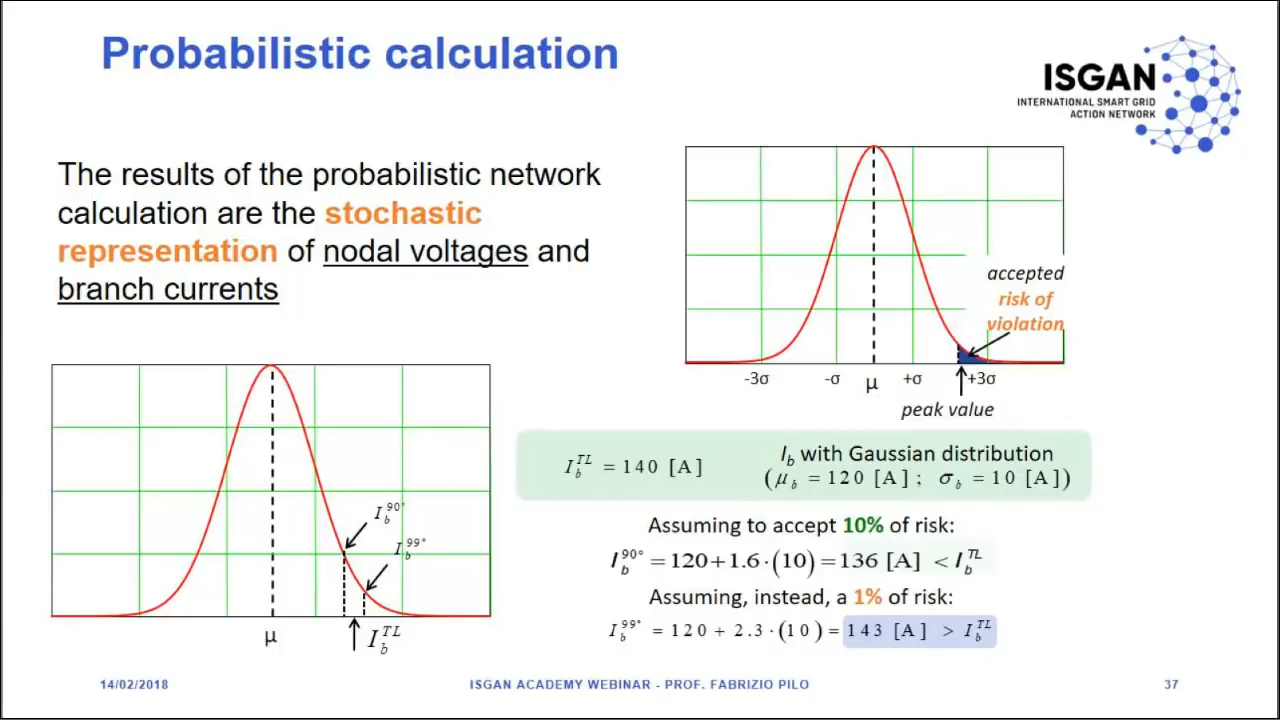 Probabilistic calculation
ISGAN
INTERNATIONAL SMART GRID
ACTION NETWORK
The results of the probabilistic network
calculation are the stochastic
representation of nodal voltages and
branch currents
accepted
risk of
violation
-3σ -σ μ +σ +3σ
peak value
I_b^{90°}
I_b^{99°}
μ I_b^{TL}
I_b^{TL} = 140 [A]
I_b with Gaussian distribution
(μ_b = 120 [A]; σ_b = 10 [A])
Assuming to accept 10% of risk:
I_b^{90°} = 120+1.6·(10) = 136 [A] < I_b^{TL}
Assuming, instead, a 1% of risk:
I_b^{99°} = 120 + 2.3·(10) = 143 [A] > I_b^{TL}
14/02/2018 ISGAN ACADEMY WEBINAR - PROF. FABRIZIO PILO 37